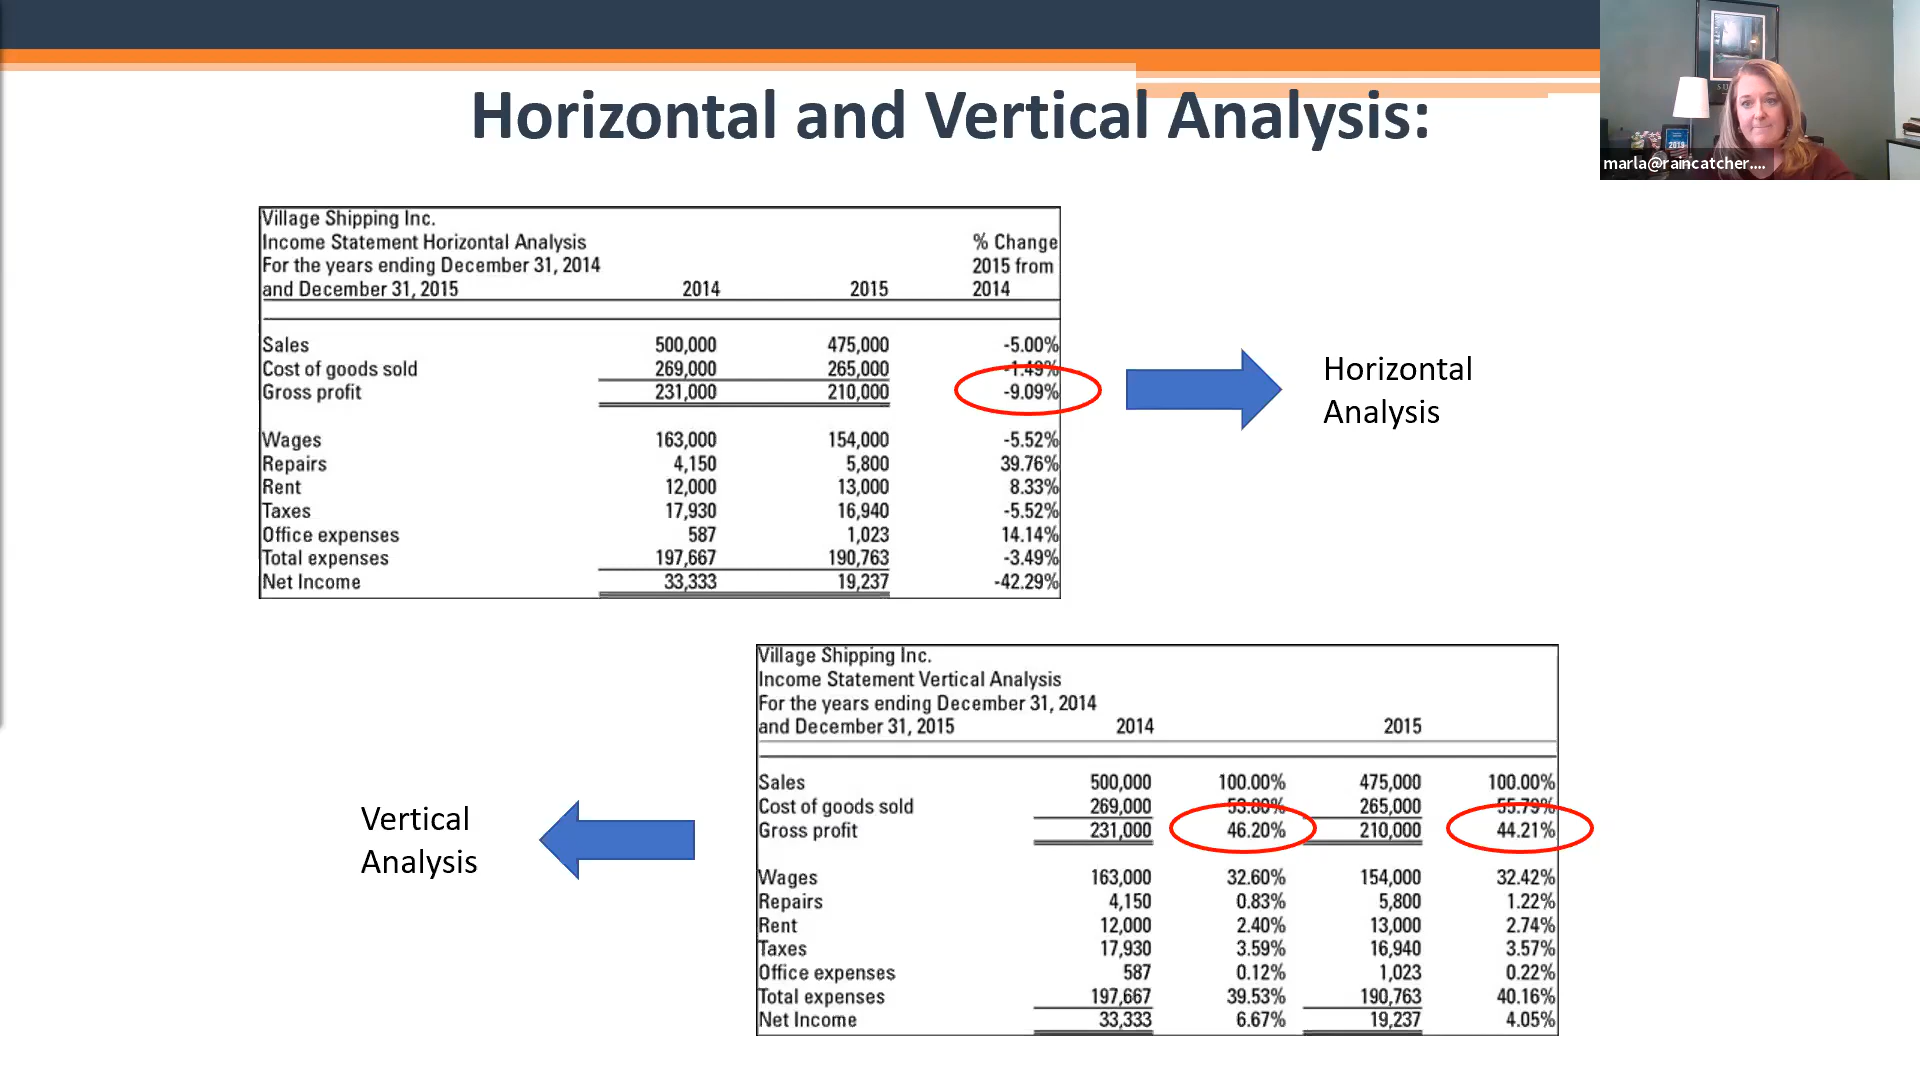 Horizontal and Vertical Analysis:
marla@raincatcher....
2019
Village Shipping Inc.
Income Statement Horizontal Analysis % Change
For the years ending December 31, 2014 2015 from
and December 31, 2015 2014 2015 2014
Sales 500,000 475,000 -5.00%
Cost of goods sold 269,000 265,000 -1.49%
Gross profit 231,000 210,000 -9.09%
Wages 163,000 154,000 -5.52%
Repairs 4,150 5,800 39.76%
Rent 12,000 13,000 8.33%
Taxes 17,930 16,940 -5.52%
Office expenses 587 1,023 14.14%
Total expenses 197,667 190,763 -3.49%
Net Income 33,333 19,237 -42.29%
Horizontal
Analysis
Village Shipping Inc.
Income Statement Vertical Analysis
For the years ending December 31, 2014
and December 31, 2015 2014 2015
Sales 500,000 100.00% 475,000 100.00%
Cost of goods sold 269,000 53.80% 265,000 55.79%
Gross profit 231,000 46.20% 210,000 44.21%
Wages 163,000 32.60% 154,000 32.42%
Repairs 4,150 0.83% 5,800 1.22%
Rent 12,000 2.40% 13,000 2.74%
Taxes 17,930 3.59% 16,940 3.57%
Office expenses 587 0.12% 1,023 0.22%
Total expenses 197,667 39.53% 190,763 40.16%
Net Income 33,333 6.67% 19,237 4.05%
Vertical
Analysis